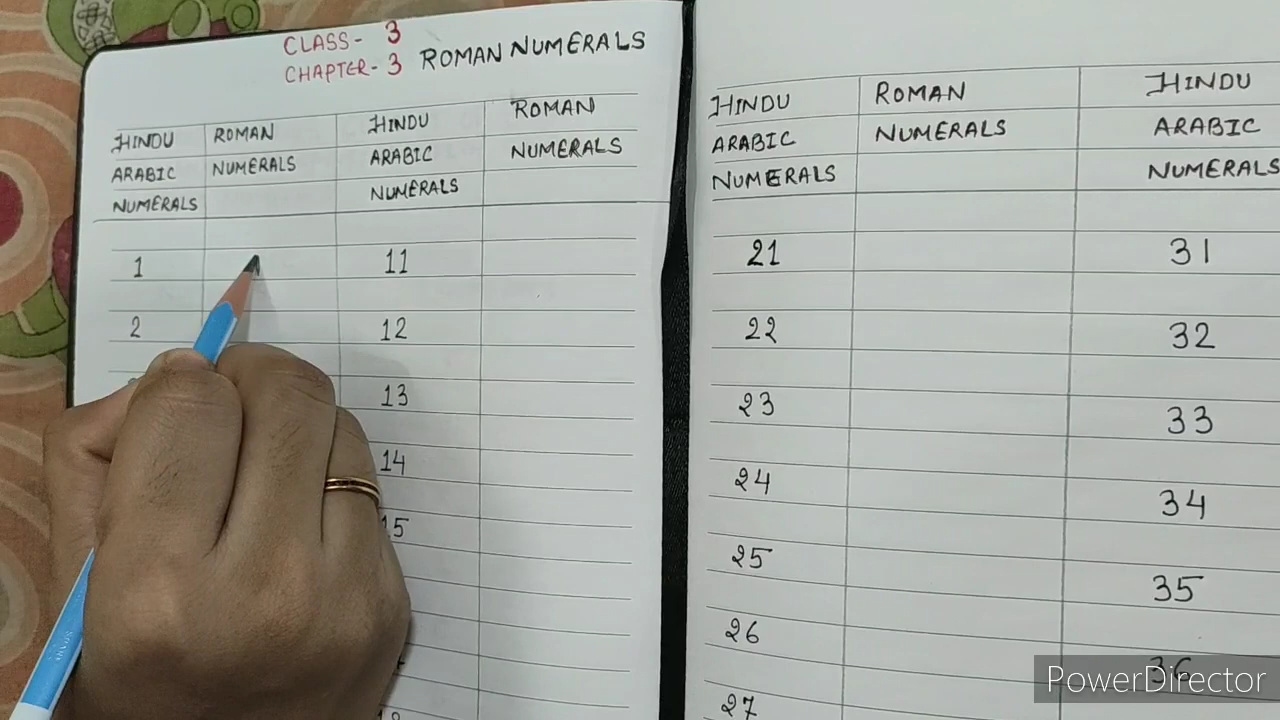 CLASS- 3
CHAPTER- 3 ROMAN NUMERALS
HINDU ROMAN HINDU ROMAN
ARABIC NUMERALS ARABIC NUMERALS
NUMERALS NUMERALS
1 11
2 12
13
14
15
HINDU ROMAN HINDU
ARABIC NUMERALS ARABIC
NUMERALS NUMERALS
21 31
22 32
23 33
24 34
25 35
26 36
27
PowerDirector